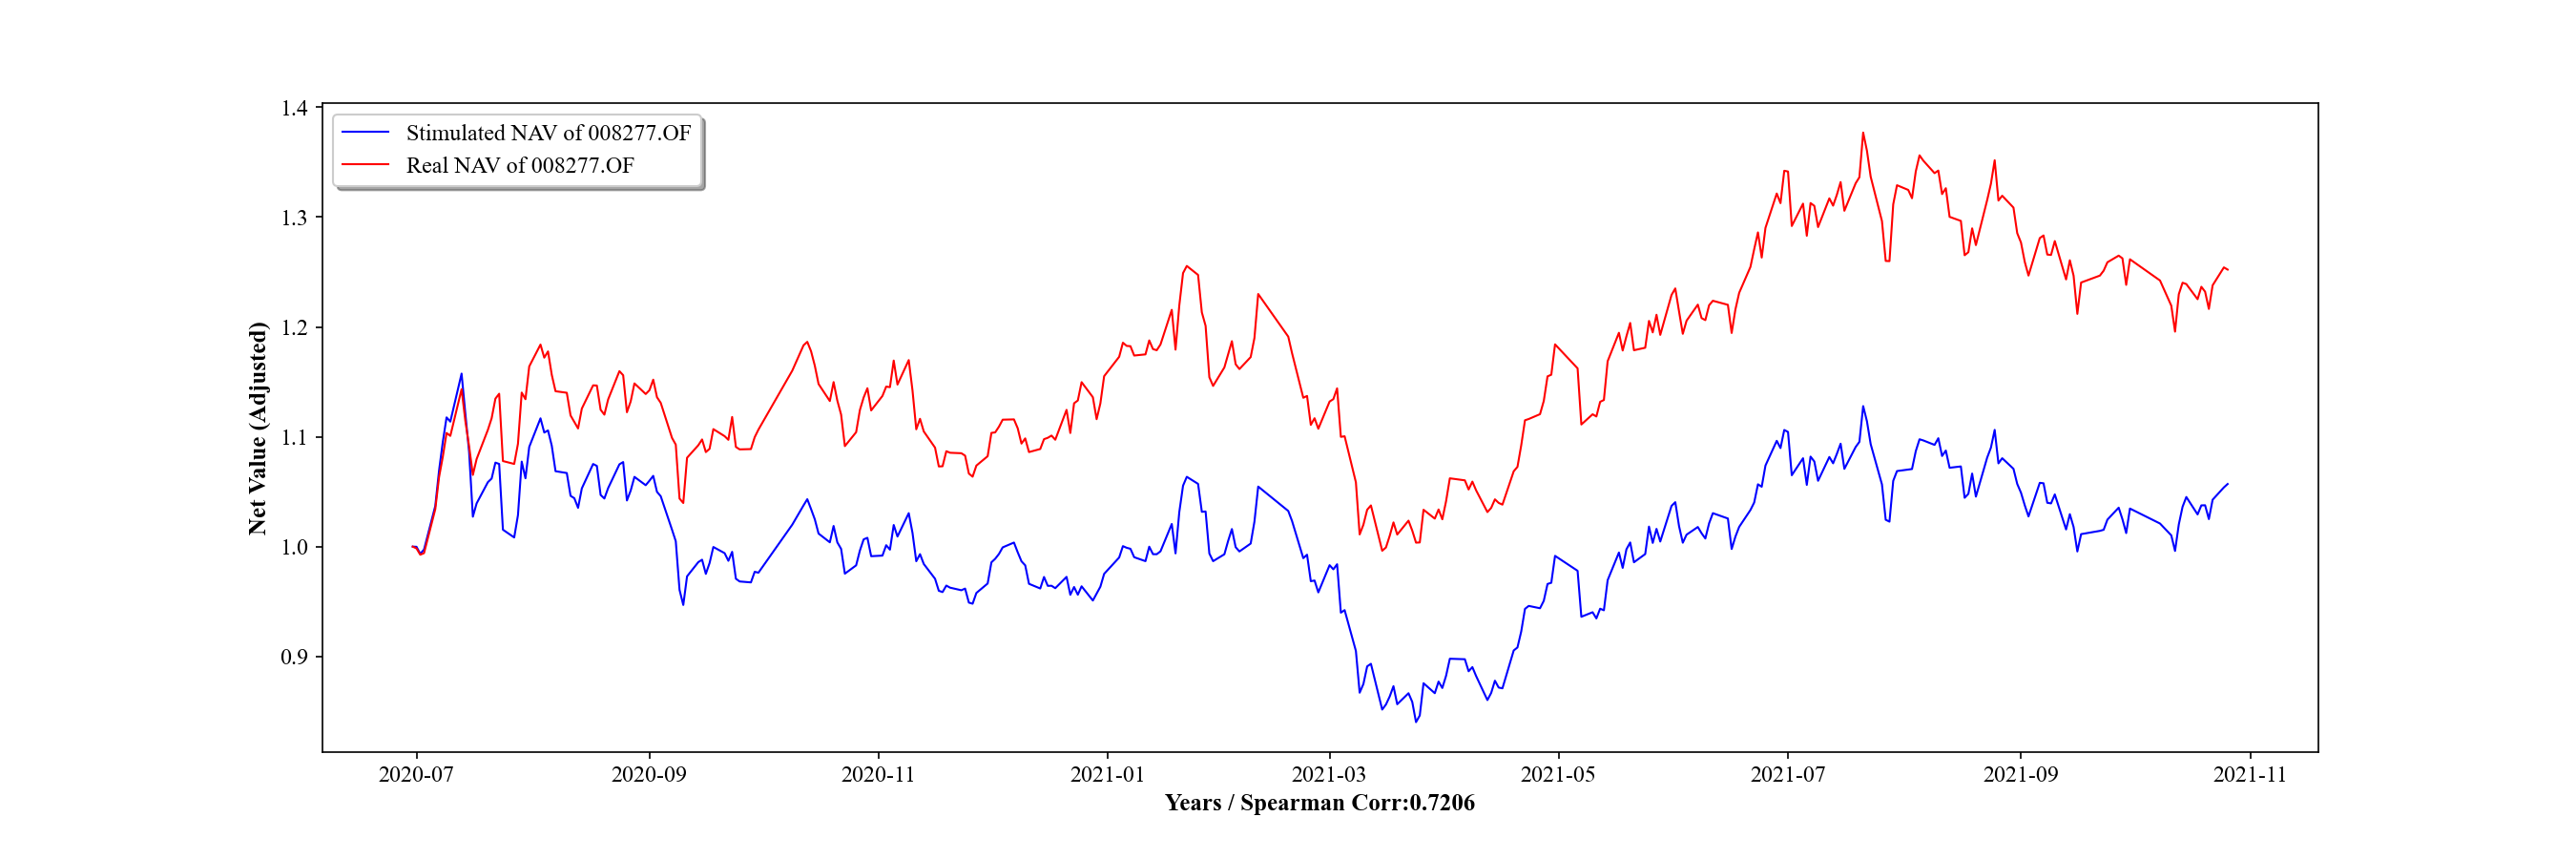 1.4
1.3
1.2
1.1
1.0
0.9
Net Value (Adjusted)
Stimulated NAV of 008277.OF
Real NAV of 008277.OF
2020-07 2020-09 2020-11 2021-01 2021-03 2021-05 2021-07 2021-09 2021-11
Years / Spearman Corr:0.7206